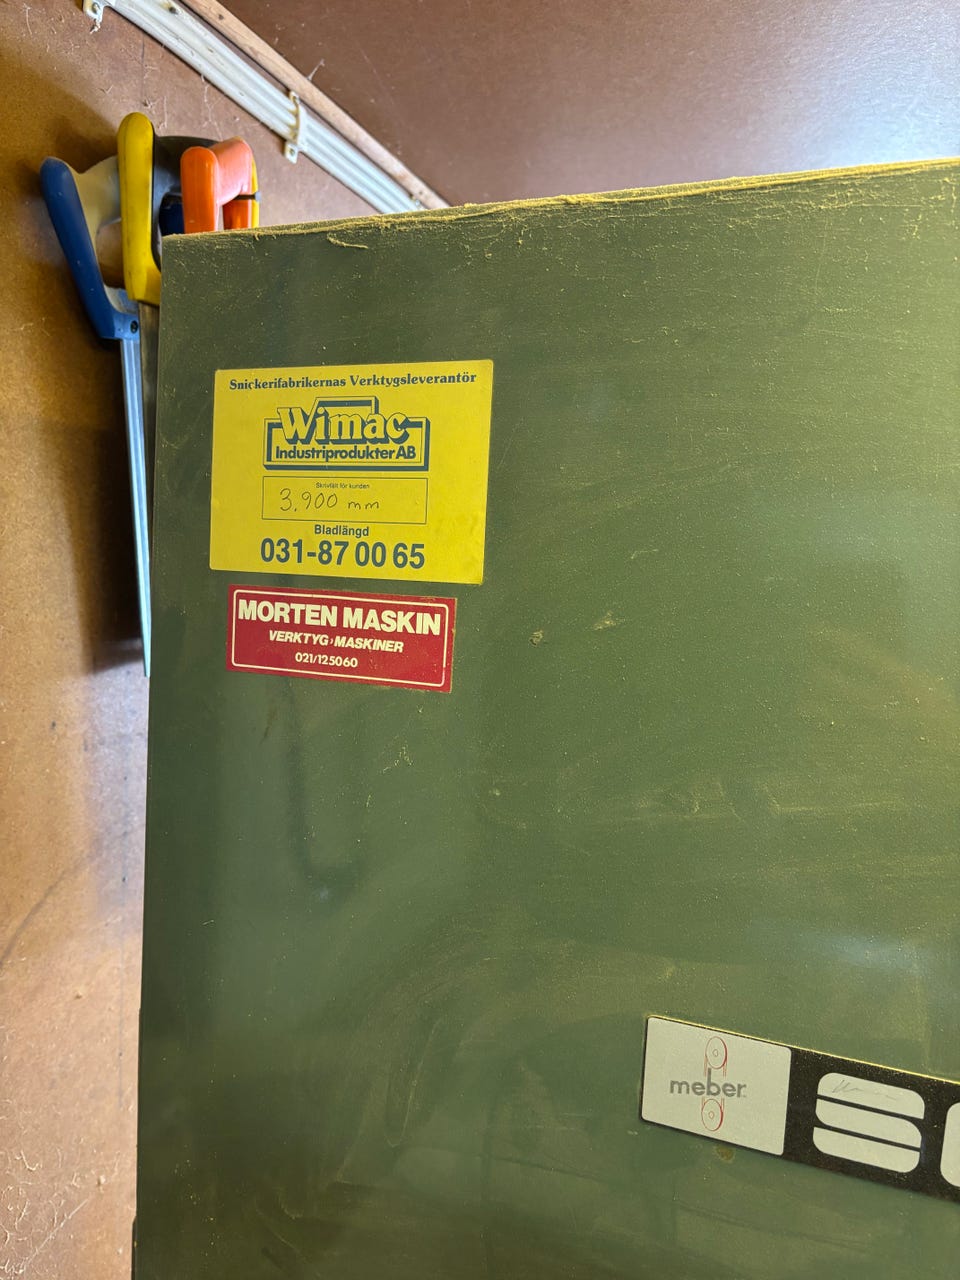 Snickerifabrikernas Verktygsleverantör
Wimac
Industriprodukter AB
Skrivfält för kunden
3,900 mm
Bladlängd
031-87 00 65
MORTEN MASKIN
VERKTYG-MASKINER
021/125060
meber